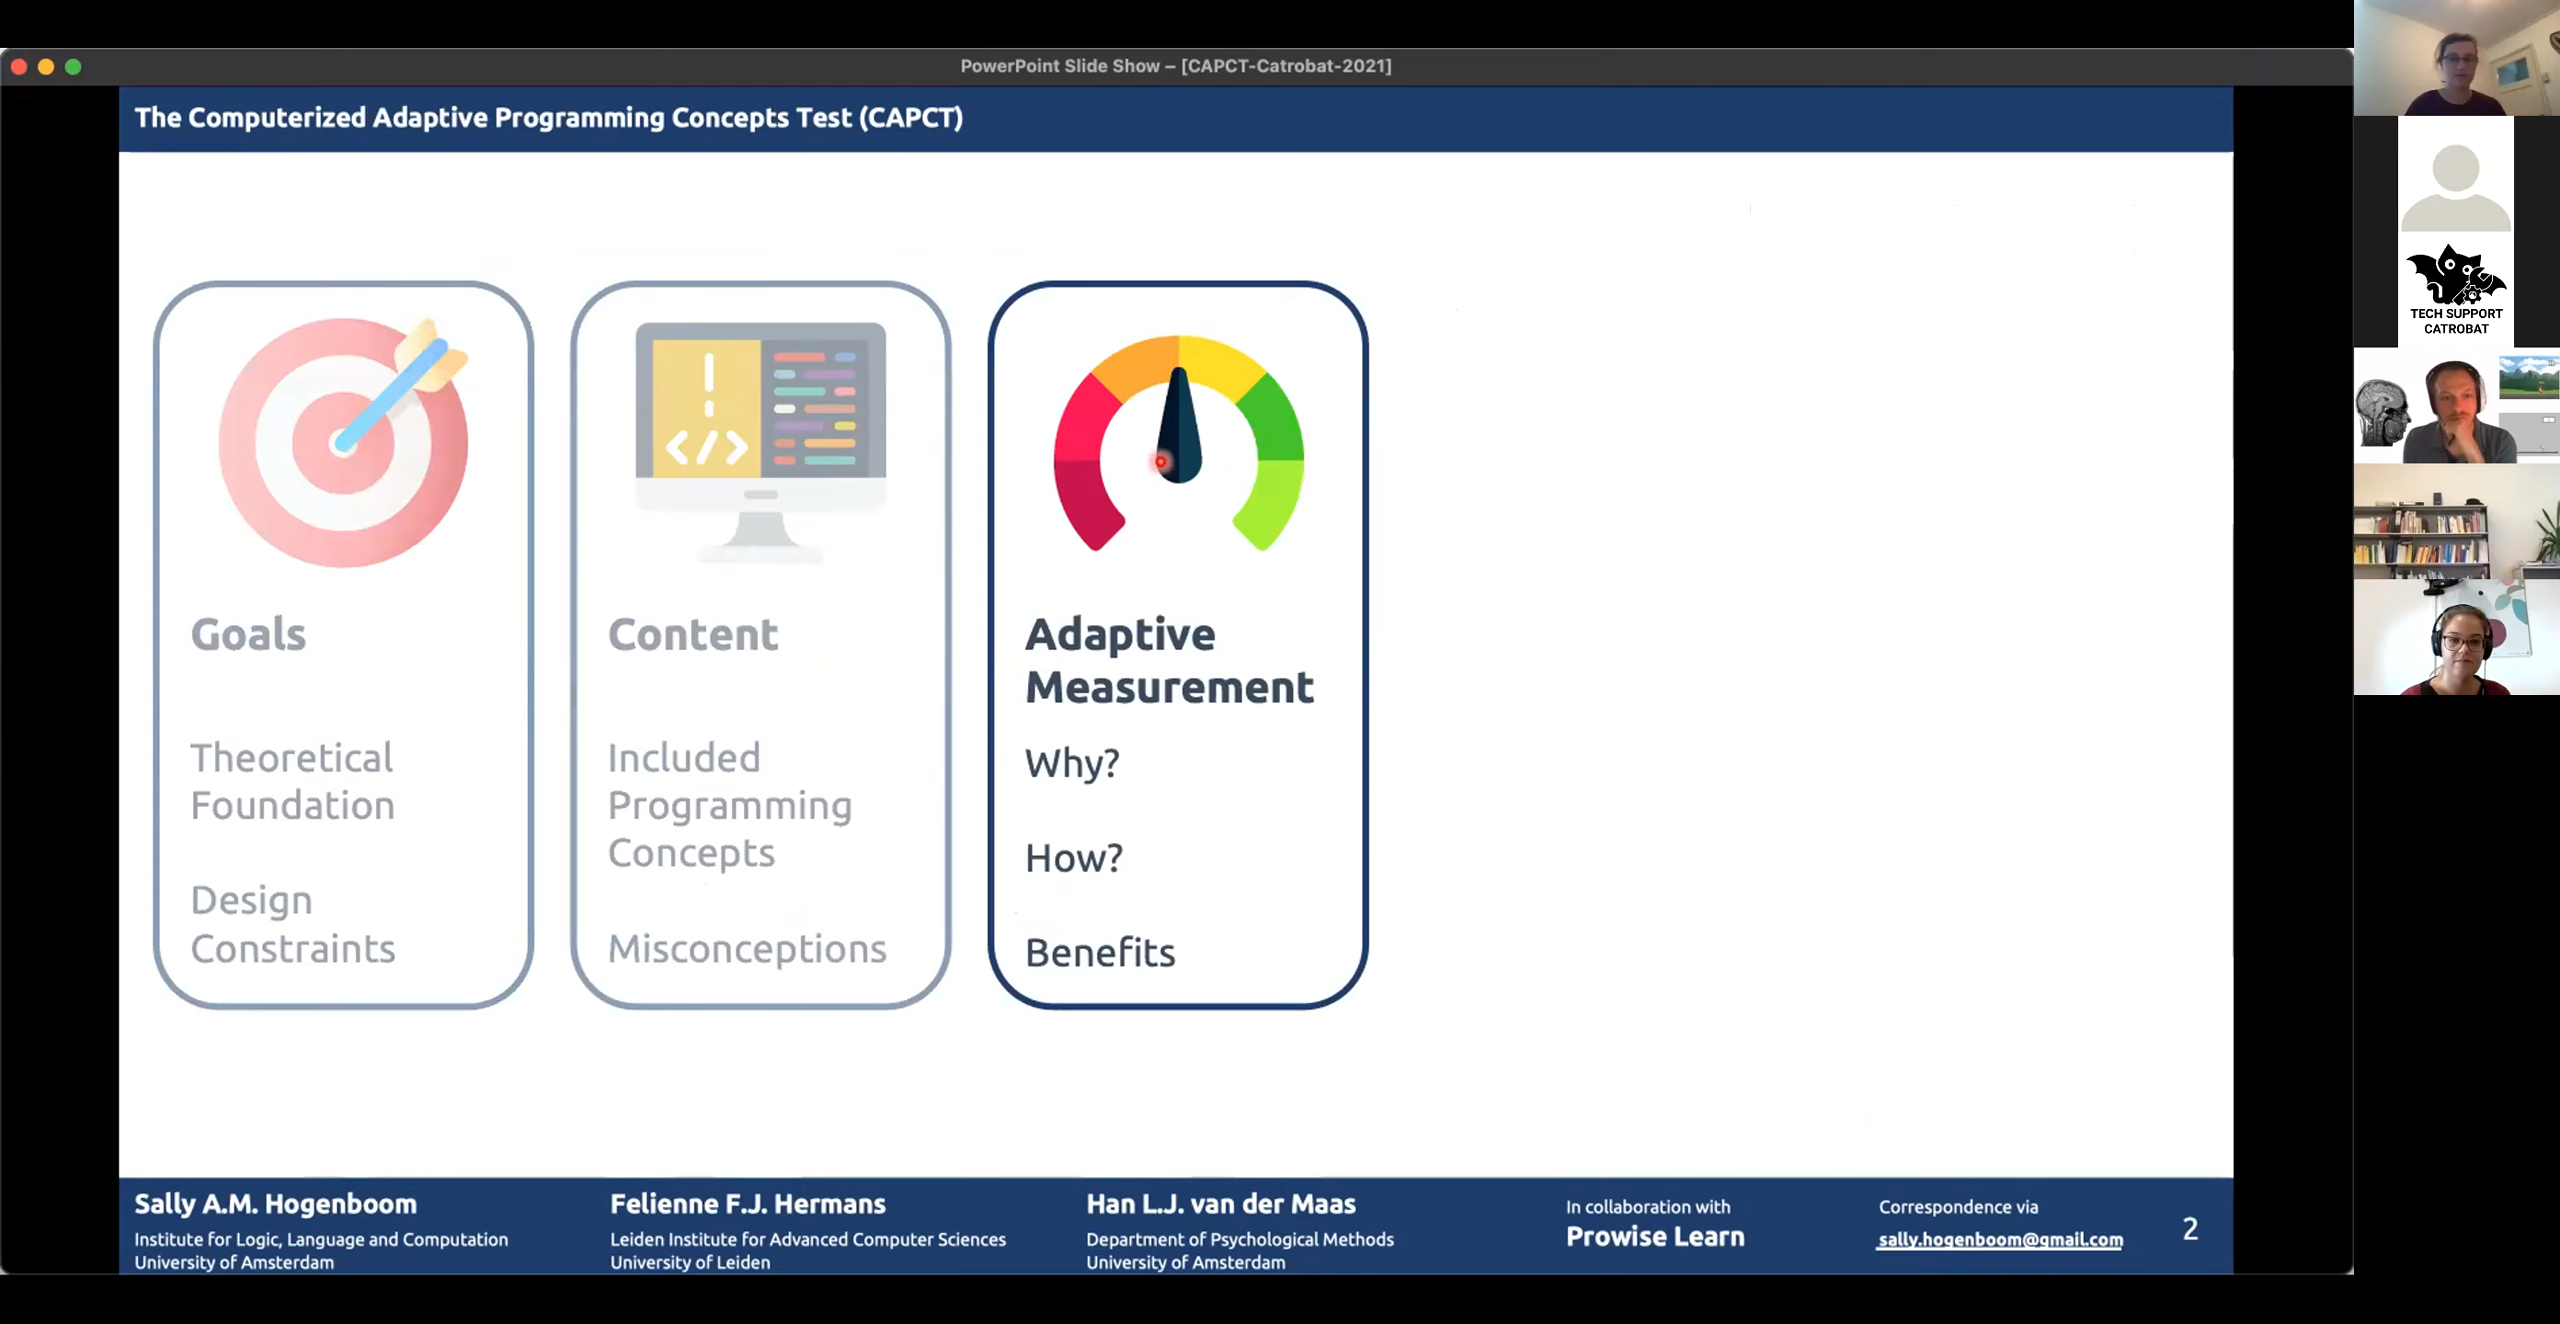 PowerPoint Slide Show – [CAPCT-Catrobat-2021]
The Computerized Adaptive Programming Concepts Test (CAPCT)
Goals
Theoretical
Foundation
Design
Constraints
Content
Included
Programming
Concepts
Misconceptions
Adaptive
Measurement
Why?
How?
Benefits
Sally A.M. Hogenboom
Institute for Logic, Language and Computation
University of Amsterdam
Felienne F.J. Hermans
Leiden Institute for Advanced Computer Sciences
University of Leiden
Han L.J. van der Maas
Department of Psychological Methods
University of Amsterdam
In collaboration with
Prowise Learn
Correspondence via
sally.hogenboom@gmail.com
2
TECH SUPPORT
CATROBAT